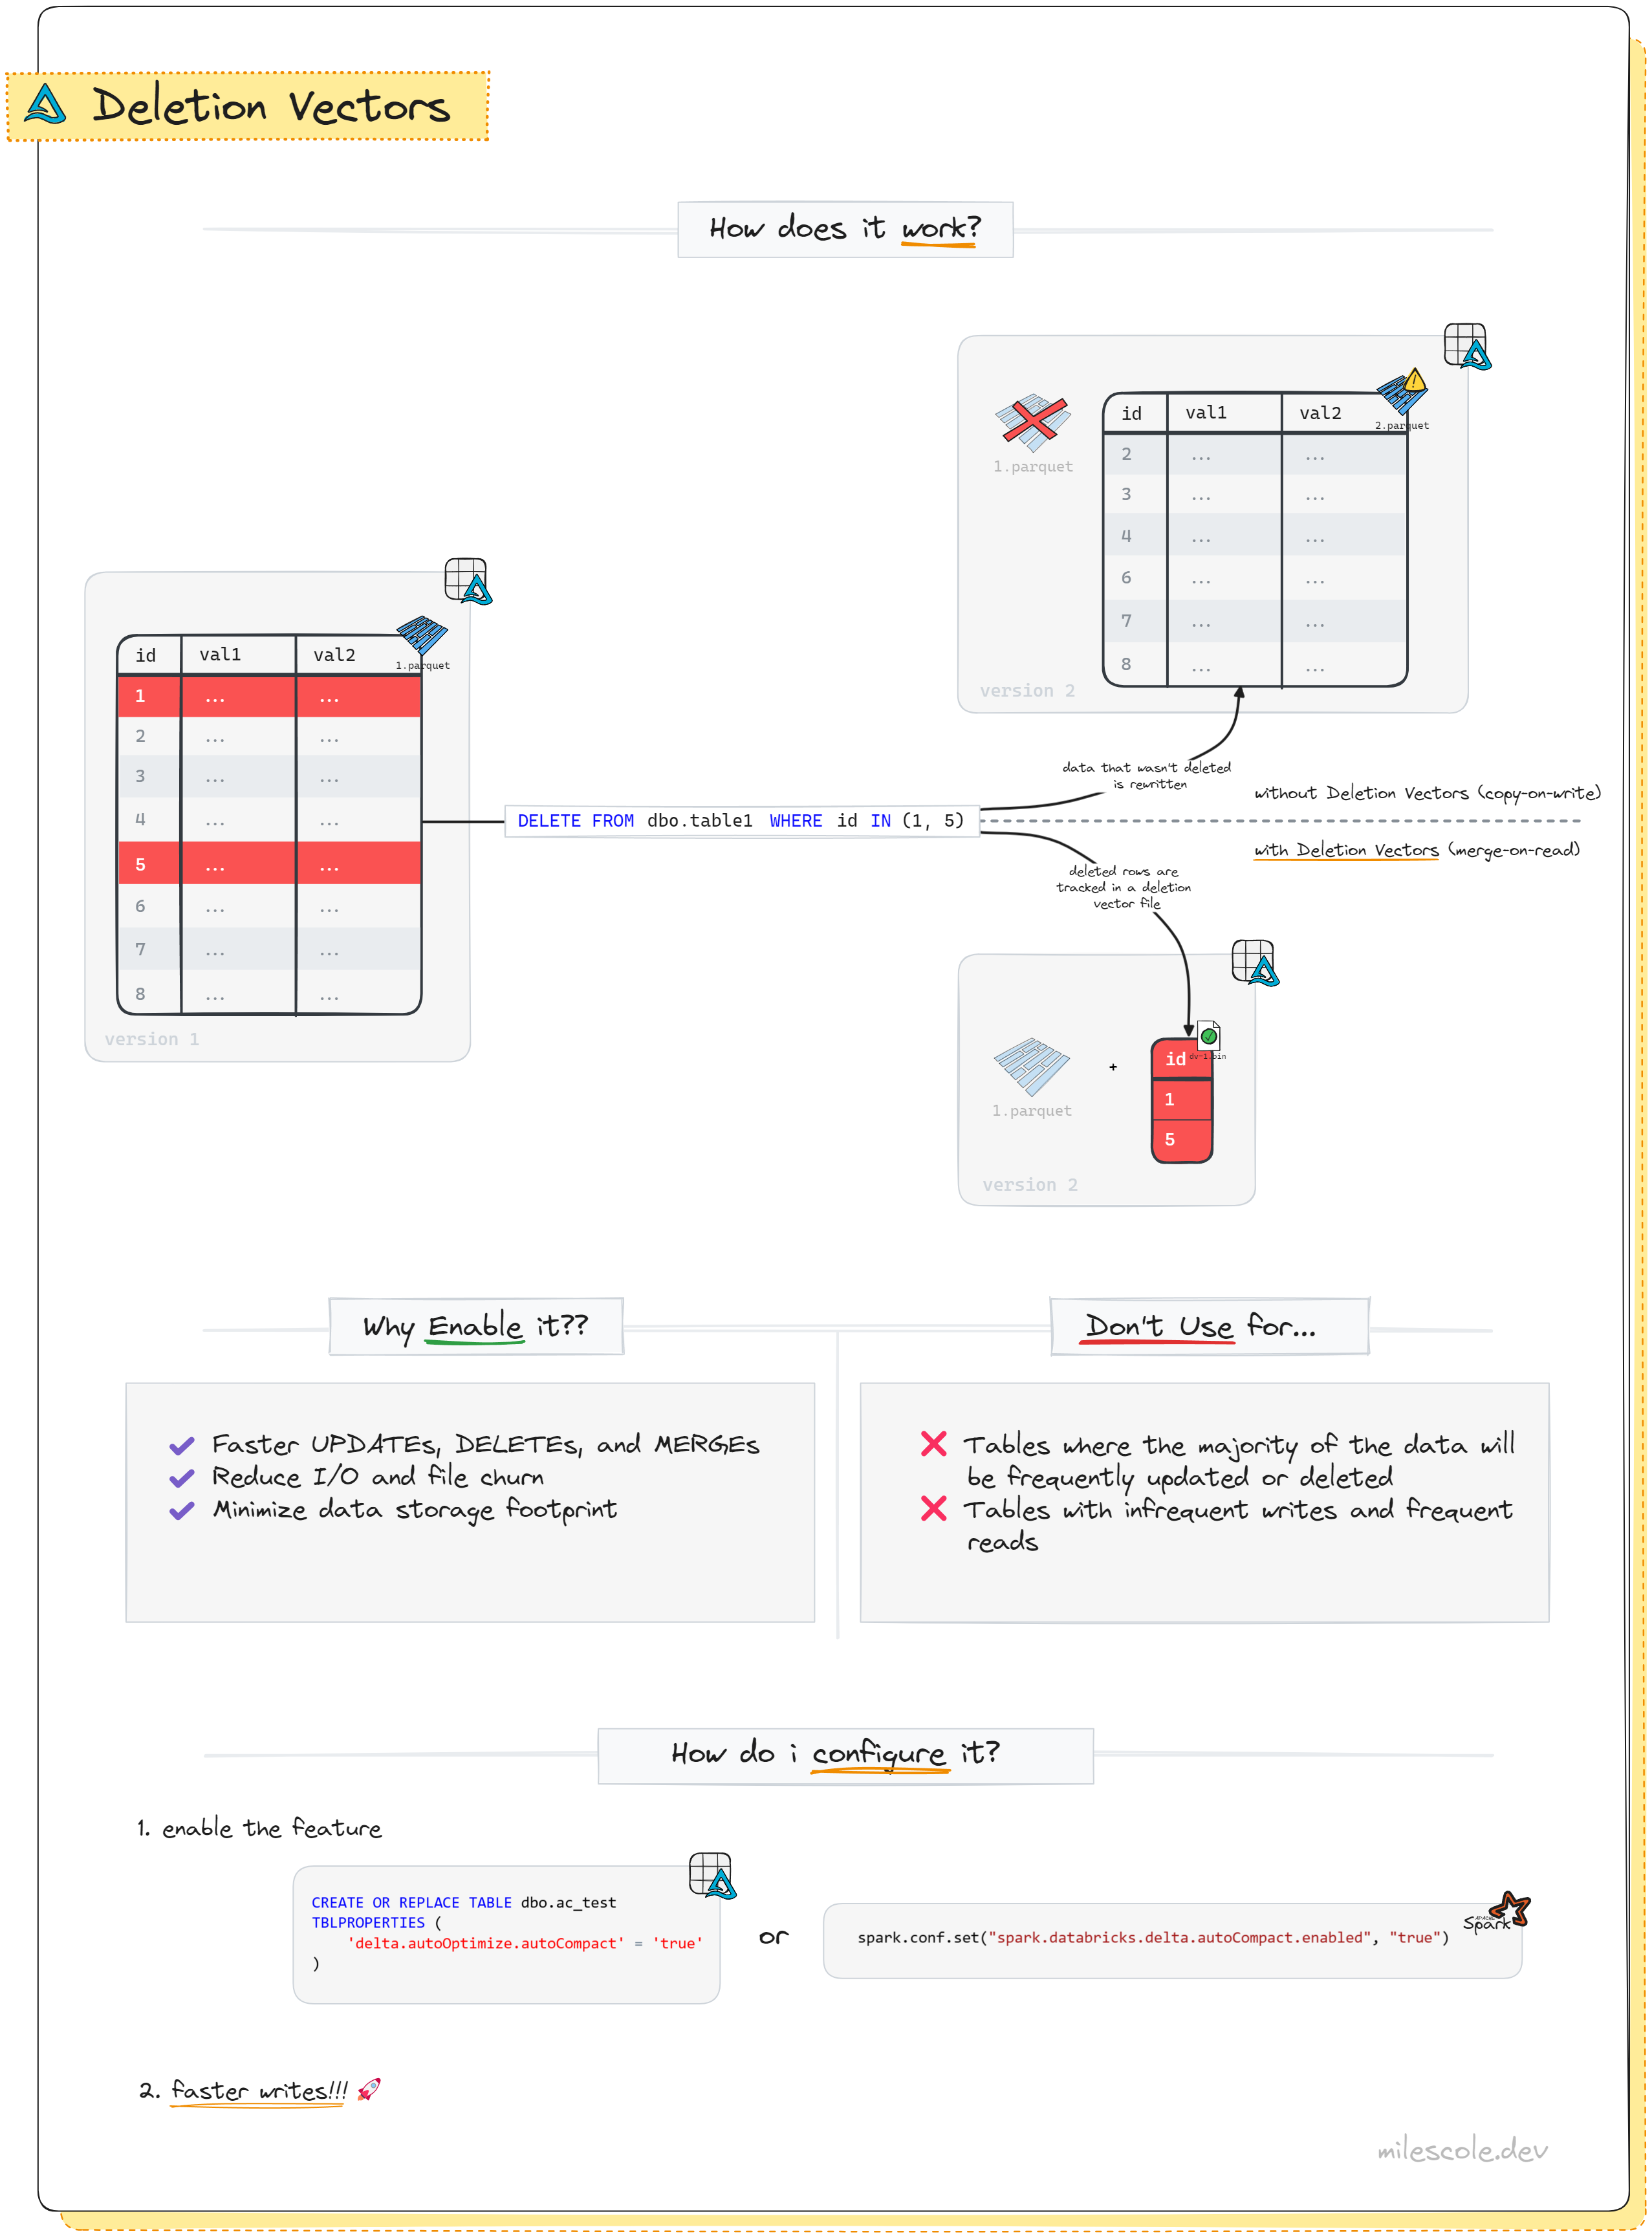 Deletion Vectors
How does it work?
id val1 val2
2.parquet
1.parquet
2 ... ...
3 ... ...
4 ... ...
6 ... ...
7 ... ...
8 ... ...
version 2
id val1 val2
1.parquet
1 ... ...
2 ... ...
3 ... ...
4 ... ...
5 ... ...
6 ... ...
7 ... ...
8 ... ...
version 1
DELETE FROM dbo.table1 WHERE id IN (1, 5)
data that wasn't deleted
is rewritten
without Deletion Vectors (copy-on-write)
with Deletion Vectors (merge-on-read)
deleted rows are
tracked in a deletion
vector file
1.parquet
+
id
dv-1.bin
1
5
version 2
Why Enable it??
Faster UPDATEs, DELETEs, and MERGEs
Reduce I/O and file churn
Minimize data storage footprint
Don't Use for...
Tables where the majority of the data will
be frequently updated or deleted
Tables with infrequent writes and frequent
reads
How do i configure it?
1. enable the feature
CREATE OR REPLACE TABLE dbo.ac_test
TBLPROPERTIES (
'delta.autoOptimize.autoCompact' = 'true'
)
or
APACHE
Spark
spark.conf.set("spark.databricks.delta.autoCompact.enabled", "true")
2. faster writes!!! 🚀
milescole.dev